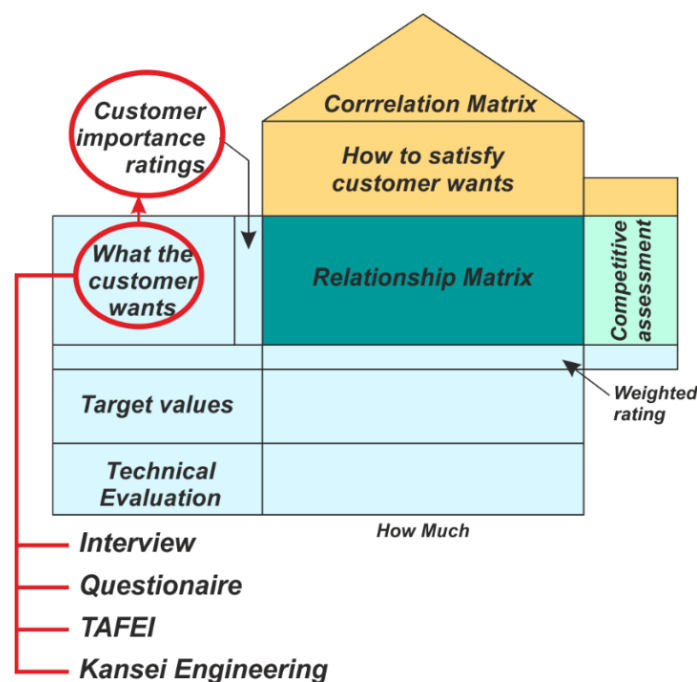 Corrrelation Matrix
Customer
importance
ratings
How to satisfy
customer wants
What the
customer
wants
Relationship Matrix
Competitive
assessment
Target values
Weighted
rating
Technical
Evaluation
How Much
Interview
Questionaire
TAFEI
Kansei Engineering